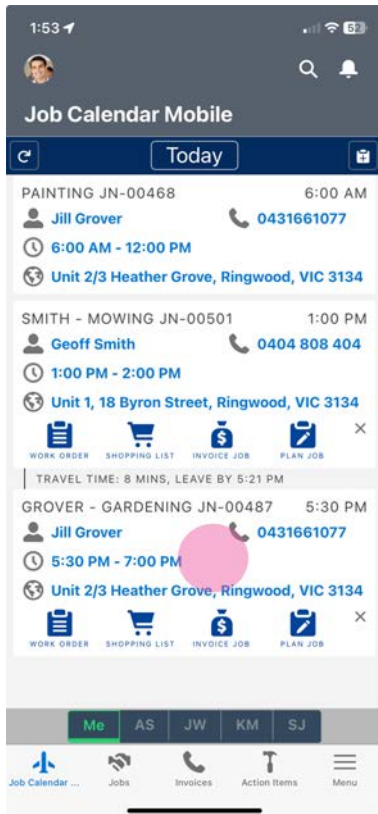 1:53
52
Job Calendar Mobile
Today
PAINTING JN-00468 6:00 AM
Jill Grover 0431661077
6:00 AM - 12:00 PM
Unit 2/3 Heather Grove, Ringwood, VIC 3134
SMITH - MOWING JN-00501 1:00 PM
Geoff Smith 0404 808 404
1:00 PM - 2:00 PM
Unit 1, 18 Byron Street, Ringwood, VIC 3134
WORK ORDER SHOPPING LIST INVOICE JOB PLAN JOB
TRAVEL TIME: 8 MINS, LEAVE BY 5:21 PM
GROVER - GARDENING JN-00487 5:30 PM
Jill Grover 0431661077
5:30 PM - 7:00 PM
Unit 2/3 Heather Grove, Ringwood, VIC 3134
WORK ORDER SHOPPING LIST INVOICE JOB PLAN JOB
Me AS JW KM SJ
Job Calendar ... Jobs Invoices Action Items Menu